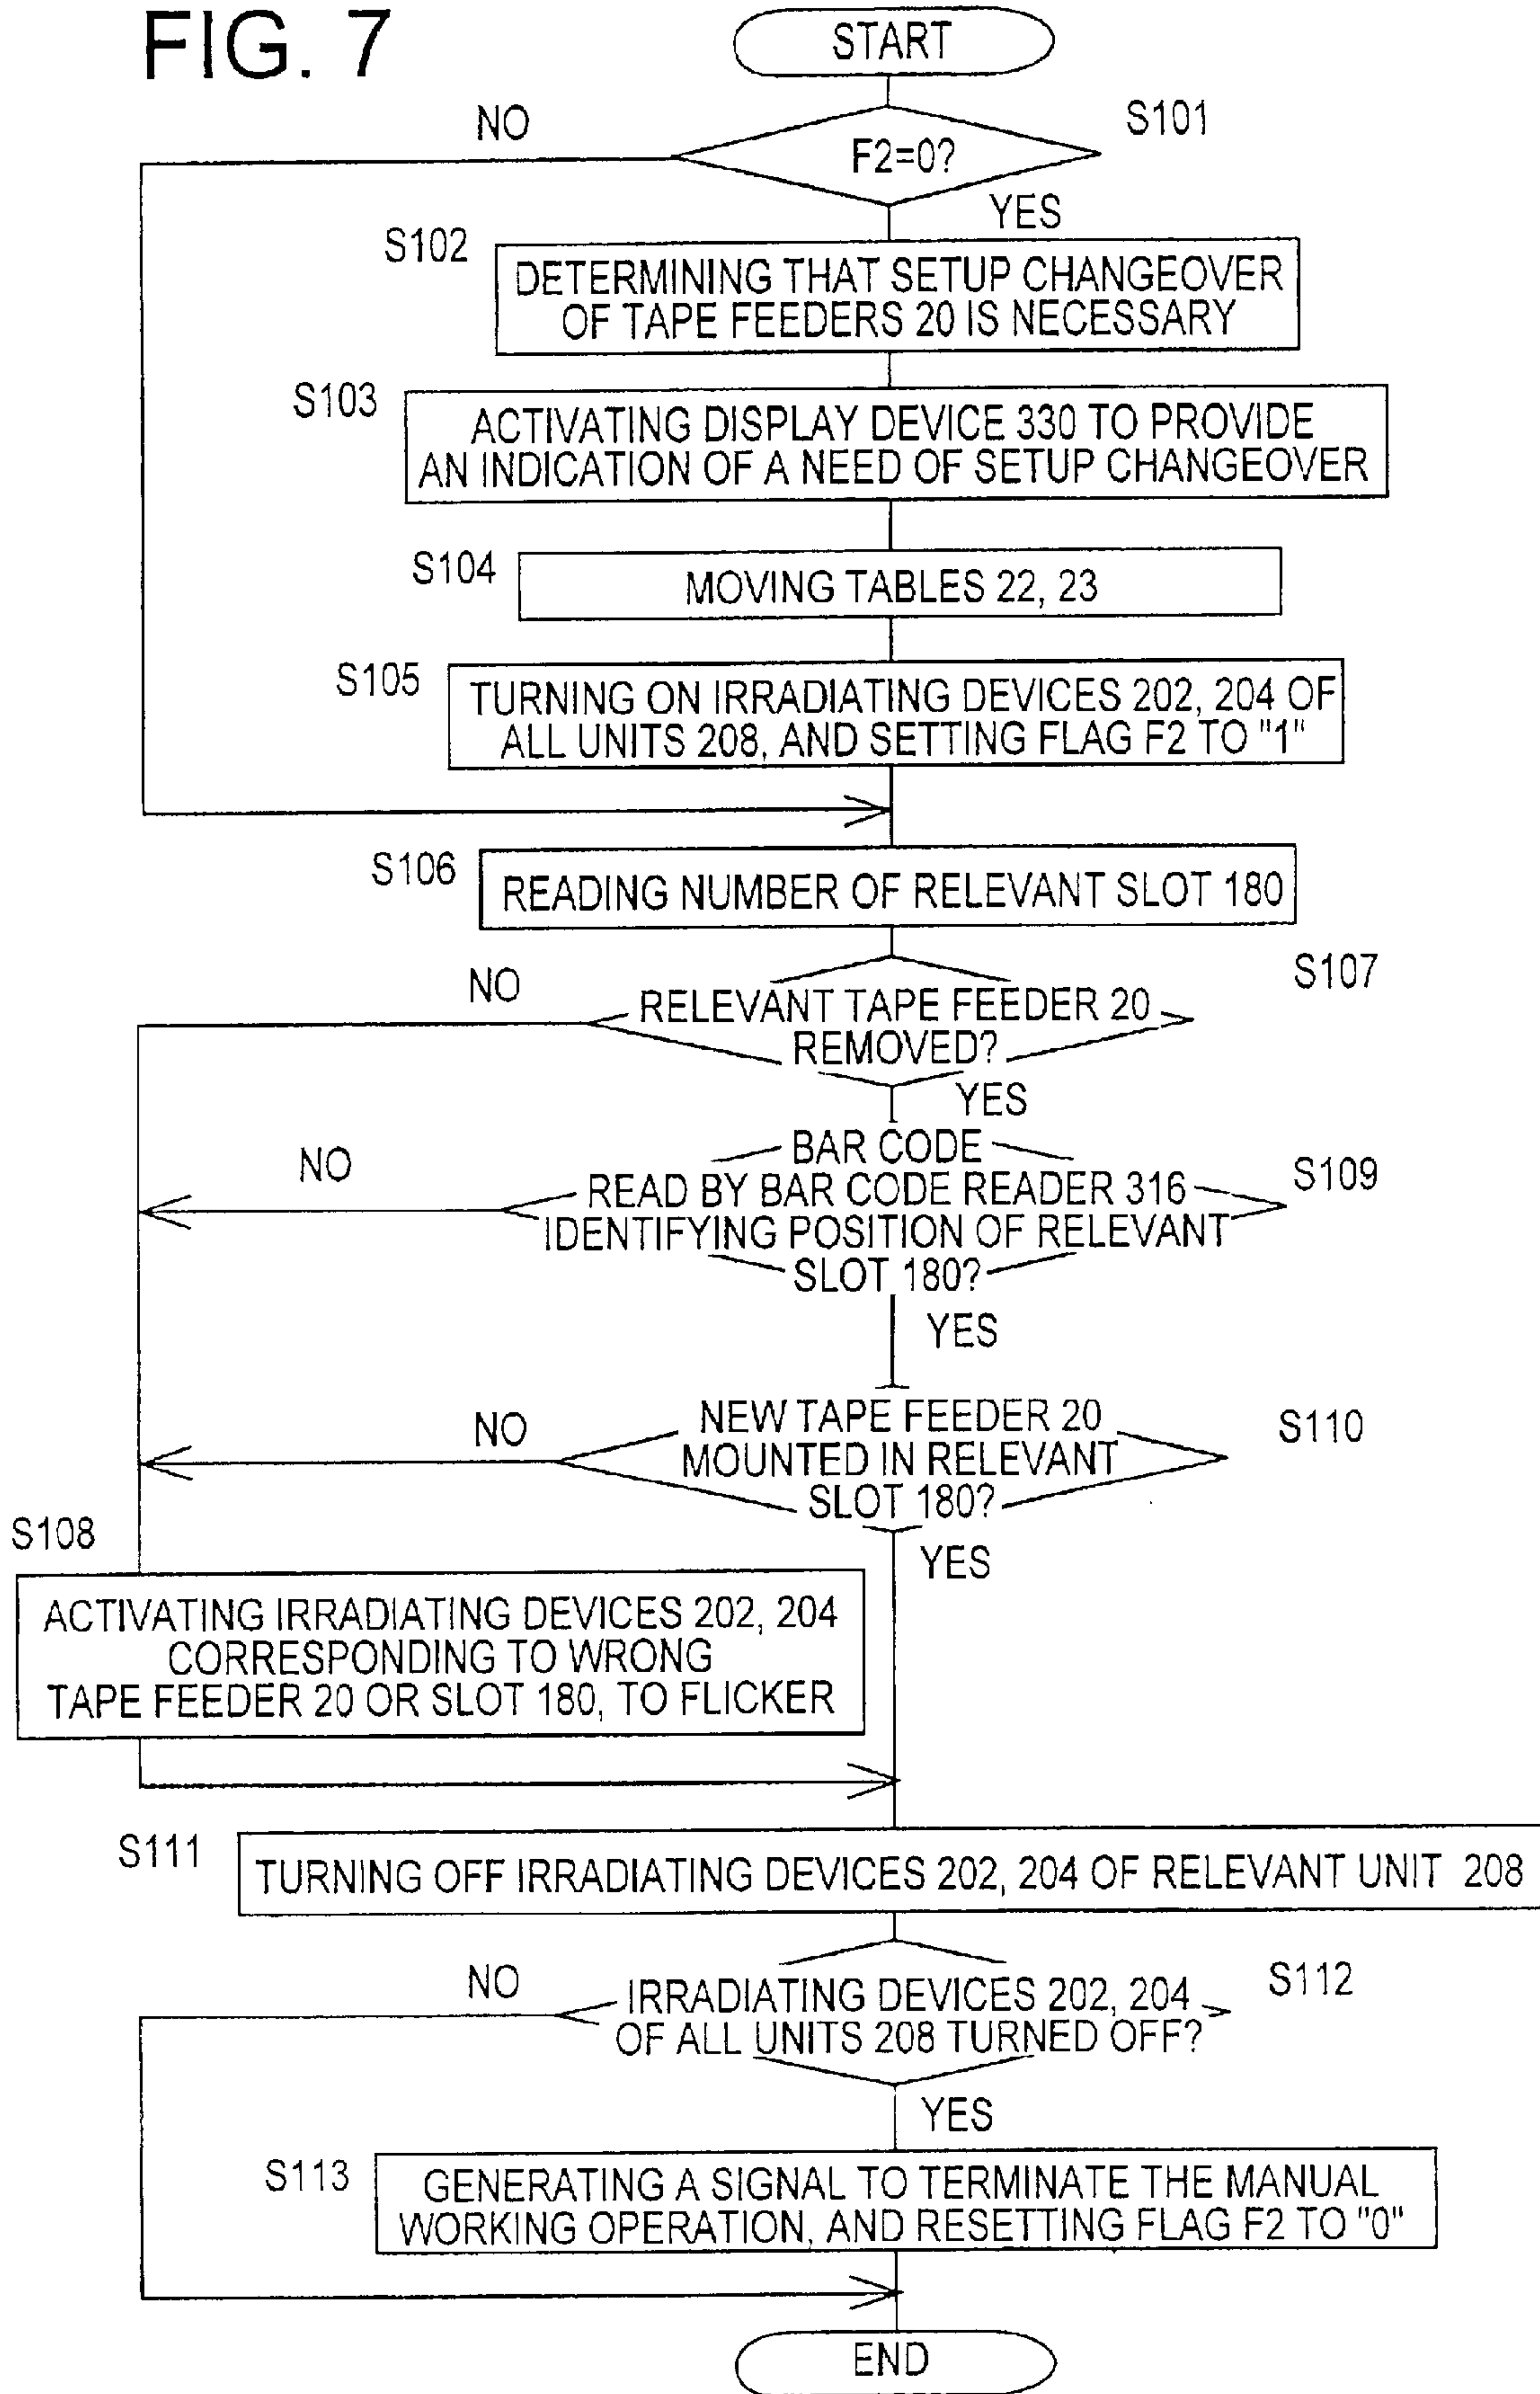 FIG. 7
START
NO
S101
F2=0?
YES
S102
DETERMINING THAT SETUP CHANGEOVER
OF TAPE FEEDERS 20 IS NECESSARY
S103
ACTIVATING DISPLAY DEVICE 330 TO PROVIDE
AN INDICATION OF A NEED OF SETUP CHANGEOVER
S104
MOVING TABLES 22, 23
S105
TURNING ON IRRADIATING DEVICES 202, 204 OF
ALL UNITS 208, AND SETTING FLAG F2 TO "1"
S106
READING NUMBER OF RELEVANT SLOT 180
NO
S107
RELEVANT TAPE FEEDER 20
REMOVED?
YES
NO
BAR CODE
S109
READ BY BAR CODE READER 316
IDENTIFYING POSITION OF RELEVANT
SLOT 180?
YES
NO
NEW TAPE FEEDER 20
S110
MOUNTED IN RELEVANT
SLOT 180?
YES
S108
ACTIVATING IRRADIATING DEVICES 202, 204
CORRESPONDING TO WRONG
TAPE FEEDER 20 OR SLOT 180, TO FLICKER
S111
TURNING OFF IRRADIATING DEVICES 202, 204 OF RELEVANT UNIT 208
NO
S112
IRRADIATING DEVICES 202, 204
OF ALL UNITS 208 TURNED OFF?
YES
S113
GENERATING A SIGNAL TO TERMINATE THE MANUAL
WORKING OPERATION, AND RESETTING FLAG F2 TO "0"
END